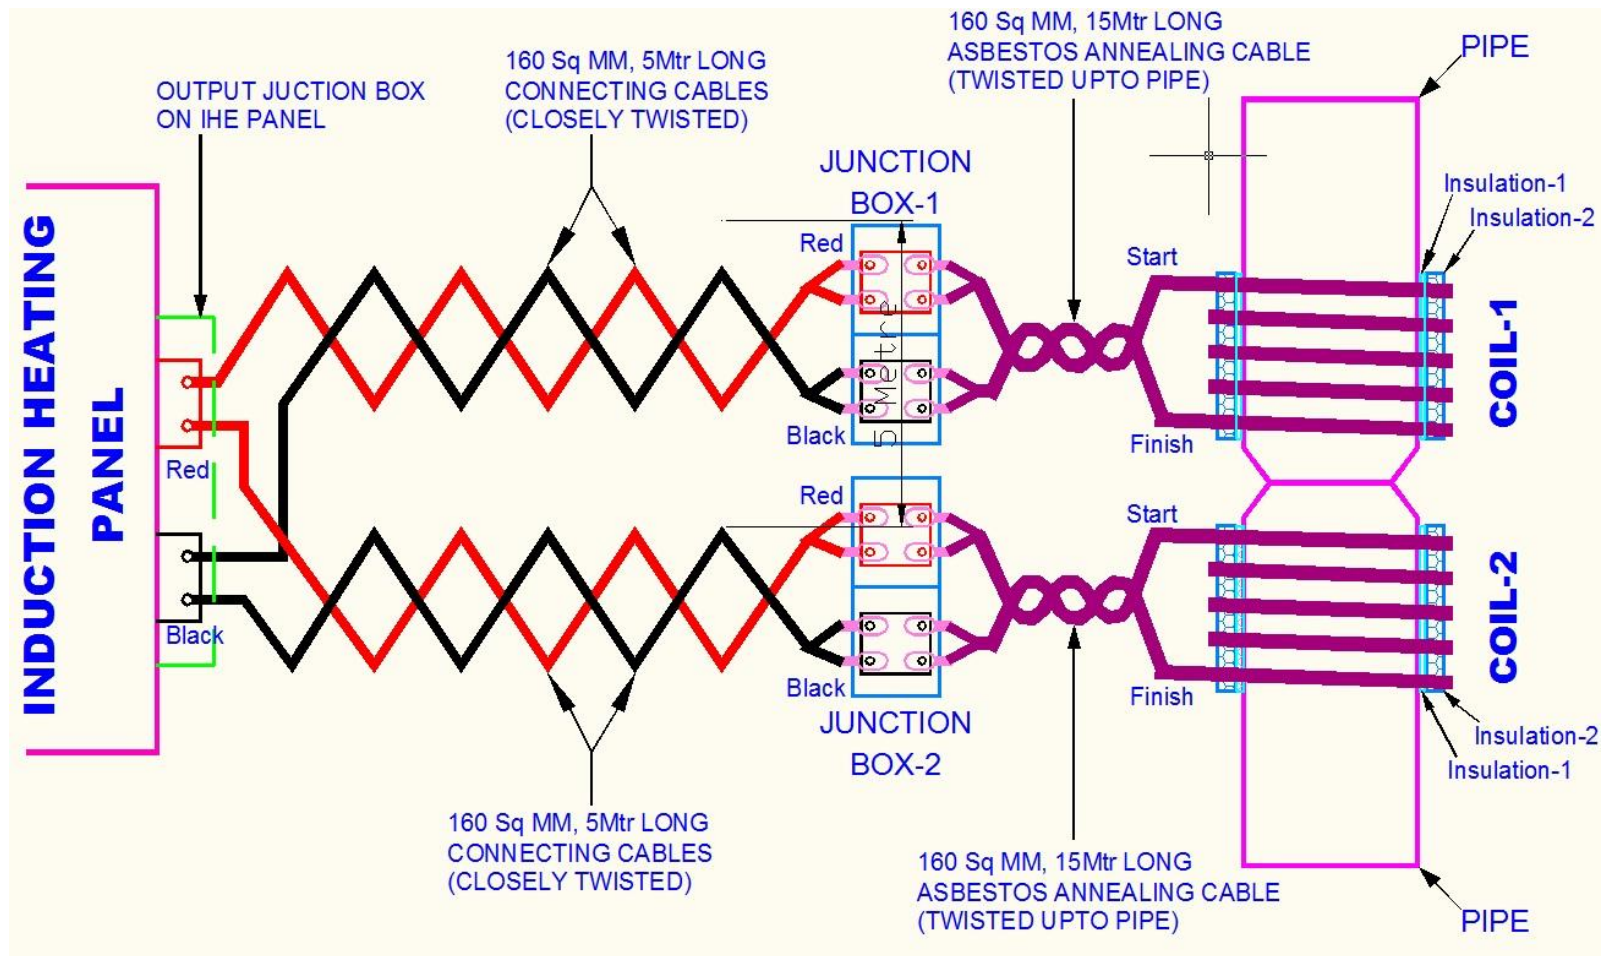 160 Sq MM, 15Mtr LONG
ASBESTOS ANNEALING CABLE
(TWISTED UPTO PIPE)
PIPE
160 Sq MM, 5Mtr LONG
CONNECTING CABLES
(CLOSELY TWISTED)
OUTPUT JUCTION BOX
ON IHE PANEL
JUNCTION
BOX-1
Insulation-1
Insulation-2
Red
Start
INDUCTION HEATING
PANEL
5 Metre
COIL-1
Black
Finish
Red
Red
Start
Black
COIL-2
Black
Finish
JUNCTION
BOX-2
Insulation-2
Insulation-1
160 Sq MM, 5Mtr LONG
CONNECTING CABLES
(CLOSELY TWISTED)
160 Sq MM, 15Mtr LONG
ASBESTOS ANNEALING CABLE
(TWISTED UPTO PIPE)
PIPE